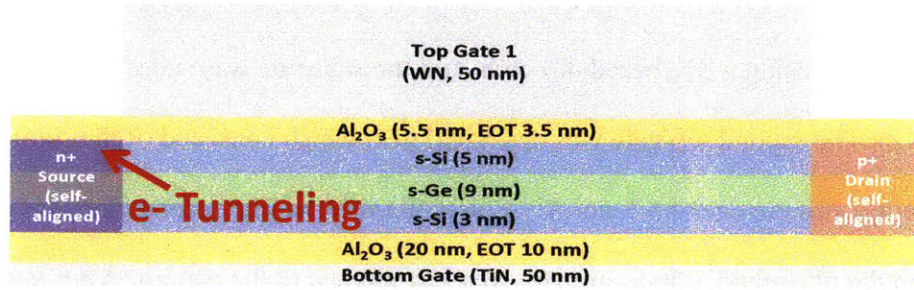 Top Gate 1
(WN, 50 nm)
Al₂O₃ (5.5 nm, EOT 3.5 nm)
n+
Source
(self-
aligned)
s-Si (5 nm)
s-Ge (9 nm)
s-Si (3 nm)
e- Tunneling
p+
Drain
(self-
aligned)
Al₂O₃ (20 nm, EOT 10 nm)
Bottom Gate (TiN, 50 nm)